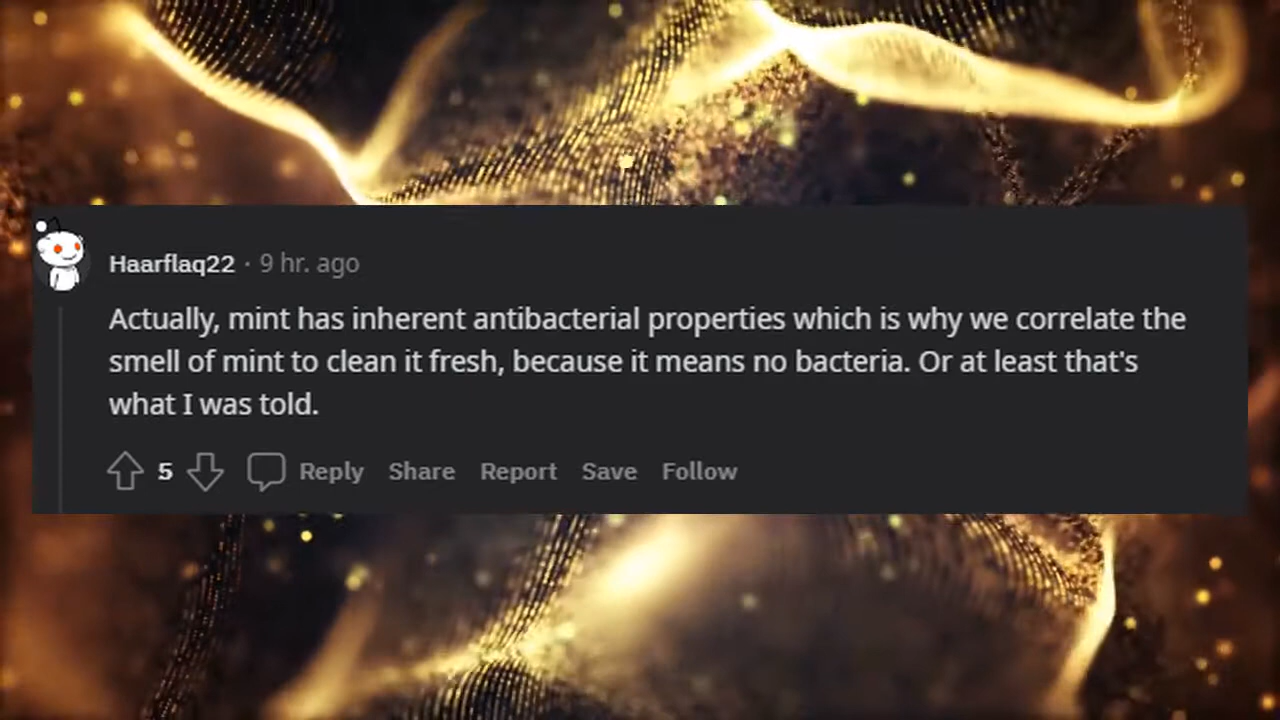 Haarflaq22 · 9 hr. ago
Actually, mint has inherent antibacterial properties which is why we correlate the
smell of mint to clean it fresh, because it means no bacteria. Or at least that's
what I was told.
5 Reply Share Report Save Follow